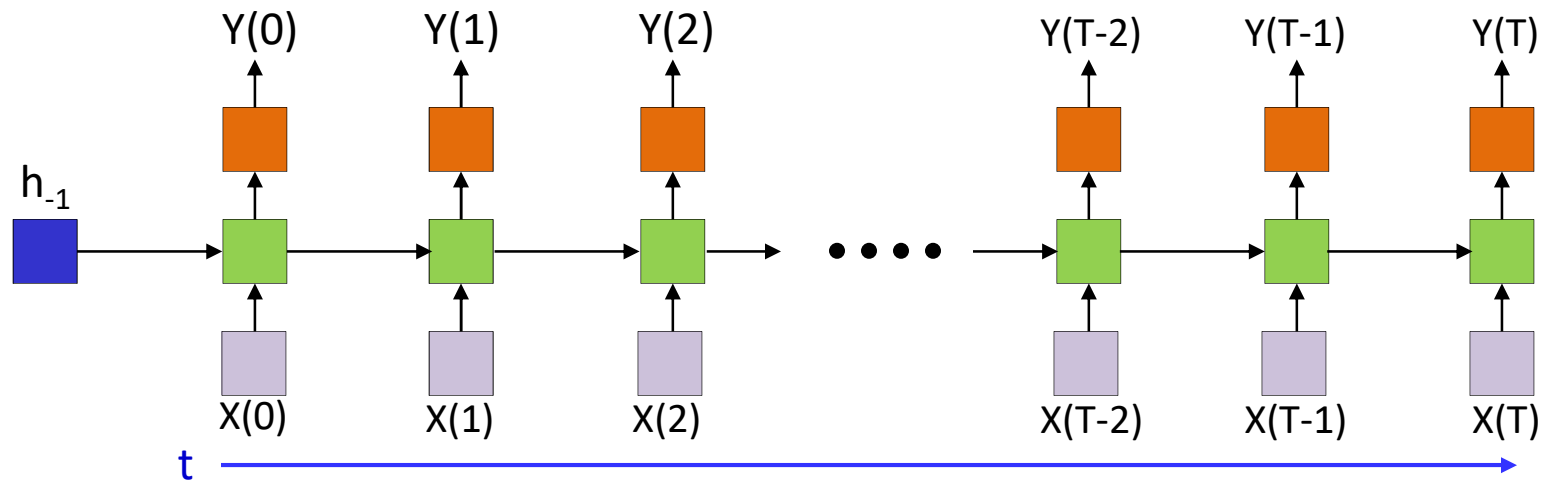 Y(0) Y(1) Y(2) Y(T-2) Y(T-1) Y(T)
h-1
X(0) X(1) X(2) X(T-2) X(T-1) X(T)
t